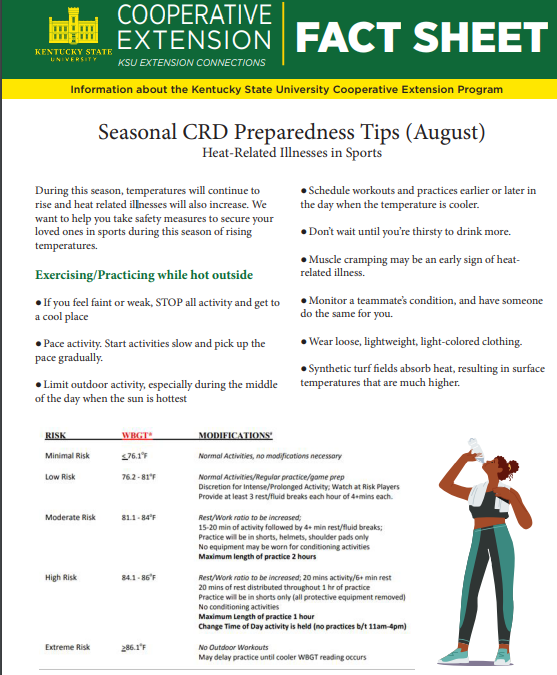 COOPERATIVE
EXTENSION
KSU EXTENSION CONNECTIONS
KENTUCKY STATE
UNIVERSITY
FACT SHEET
Information about the Kentucky State University Cooperative Extension Program
Seasonal CRD Preparedness Tips (August)
Heat-Related Illnesses in Sports
During this season, temperatures will continue to
rise and heat related illnesses will also increase. We
want to help you take safety measures to secure your
loved ones in sports during this season of rising
temperatures.
Exercising/Practicing while hot outside
● If you feel faint or weak, STOP all activity and get to
a cool place
● Pace activity. Start activities slow and pick up the
pace gradually.
● Limit outdoor activity, especially during the middle
of the day when the sun is hottest
● Schedule workouts and practices earlier or later in
the day when the temperature is cooler.
● Don't wait until you're thirsty to drink more.
● Muscle cramping may be an early sign of heat-
related illness.
● Monitor a teammate's condition, and have someone
do the same for you.
● Wear loose, lightweight, light-colored clothing.
● Synthetic turf fields absorb heat, resulting in surface
temperatures that are much higher.
RISK WBGT* MODIFICATIONS
Minimal Risk ≤76.1°F Normal Activities, no modifications necessary
Low Risk 76.2 - 81°F Normal Activities/Regular practice/game prep
Discretion for Intense/Prolonged Activity; Watch at Risk Players
Provide at least 3 rest/fluid breaks each hour of 4+mins each.
Moderate Risk 81.1 - 84°F Rest/Work ratio to be increased;
15-20 min of activity followed by 4+ min rest/fluid breaks;
Practice will be in shorts, helmets, shoulder pads only
No equipment may be worn for conditioning activities
Maximum length of practice 2 hours
High Risk 84.1 - 86°F Rest/Work ratio to be increased; 20 mins activity/6+ min rest
20 mins of rest distributed throughout 1 hr of practice
Practice will be in shorts only (all protective equipment removed)
No conditioning activities
Maximum Length of practice 1 hour
Change Time of Day activity is held (no practices b/t 11am-4pm)
Extreme Risk ≥86.1°F No Outdoor Workouts
May delay practice until cooler WBGT reading occurs